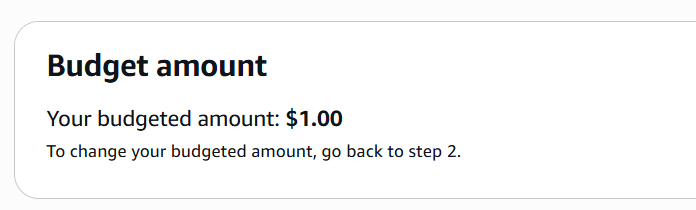 Budget amount
Your budgeted amount: $1.00
To change your budgeted amount, go back to step 2.